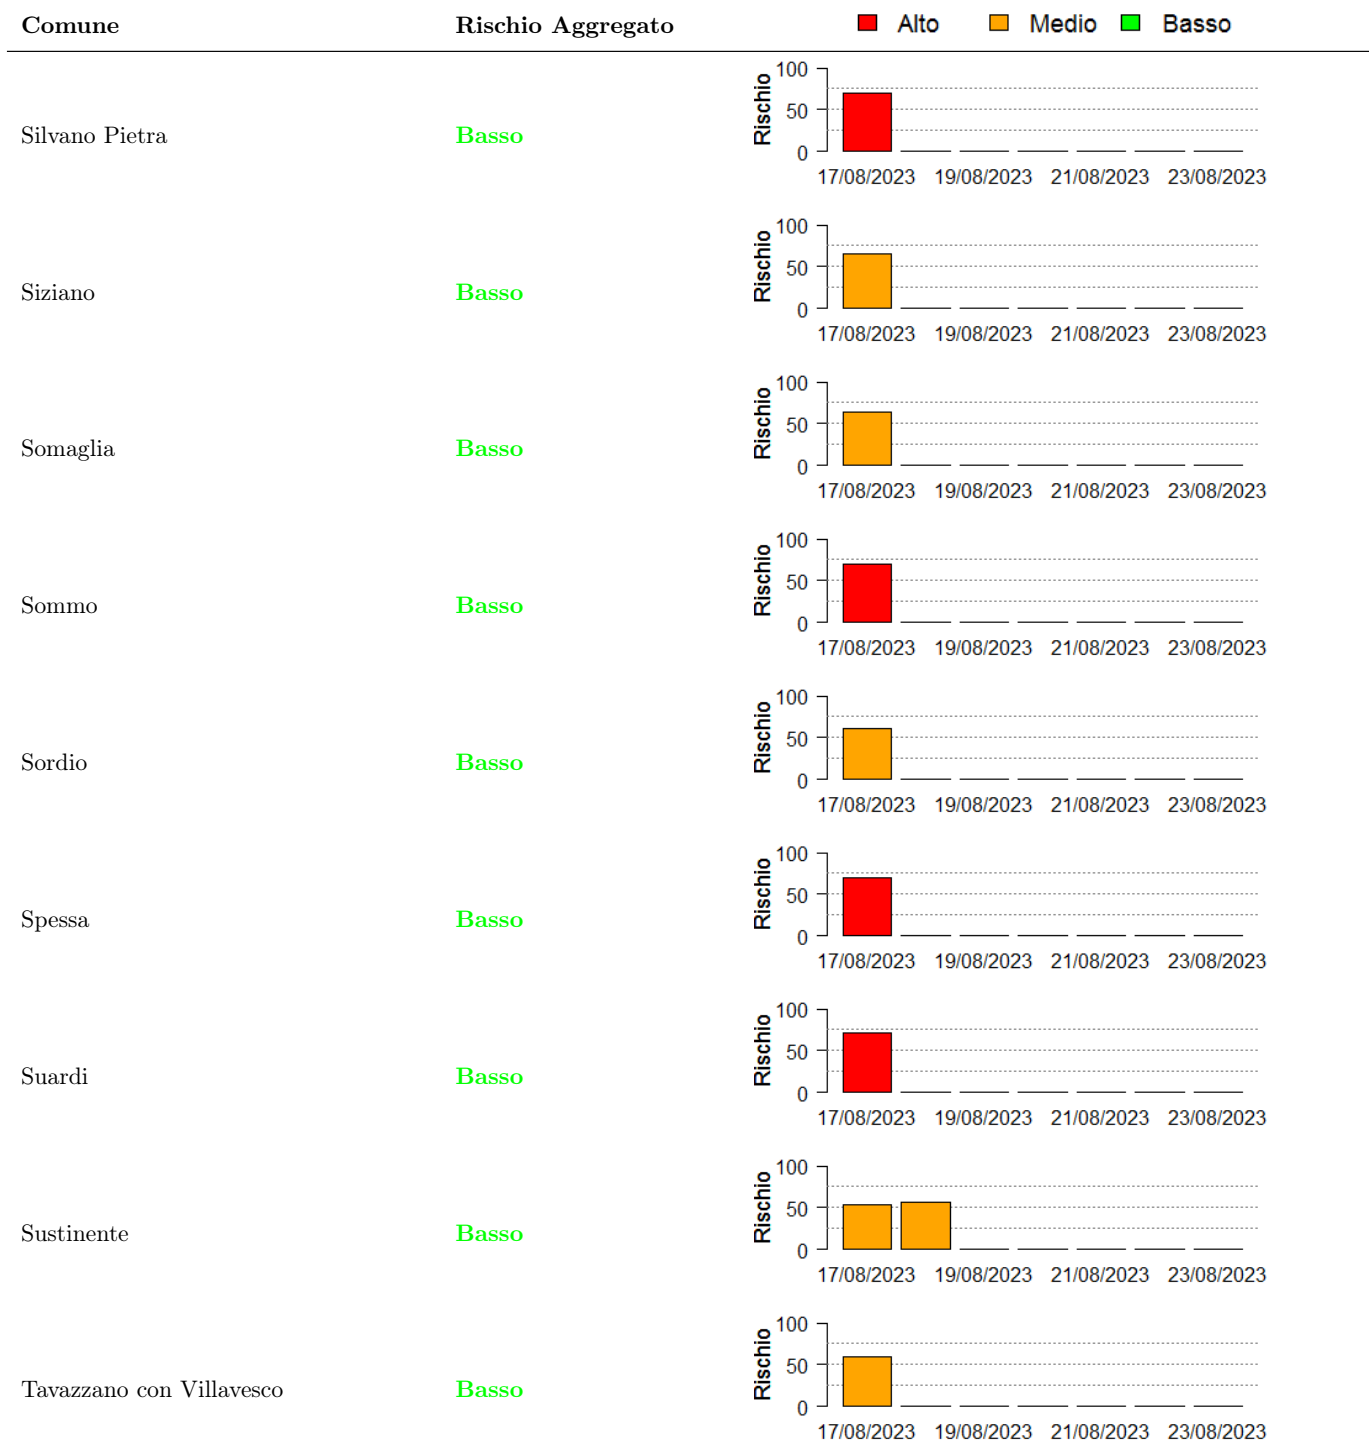 Comune Rischio Aggregato Alto Medio Basso
Silvano Pietra Basso Rischio 100 50 0
17/08/2023 19/08/2023 21/08/2023 23/08/2023
Siziano Basso Rischio 100 50 0
17/08/2023 19/08/2023 21/08/2023 23/08/2023
Somaglia Basso Rischio 100 50 0
17/08/2023 19/08/2023 21/08/2023 23/08/2023
Sommo Basso Rischio 100 50 0
17/08/2023 19/08/2023 21/08/2023 23/08/2023
Sordio Basso Rischio 100 50 0
17/08/2023 19/08/2023 21/08/2023 23/08/2023
Spessa Basso Rischio 100 50 0
17/08/2023 19/08/2023 21/08/2023 23/08/2023
Suardi Basso Rischio 100 50 0
17/08/2023 19/08/2023 21/08/2023 23/08/2023
Sustinente Basso Rischio 100 50 0
17/08/2023 19/08/2023 21/08/2023 23/08/2023
Tavazzano con Villavesco Basso Rischio 100 50 0
17/08/2023 19/08/2023 21/08/2023 23/08/2023